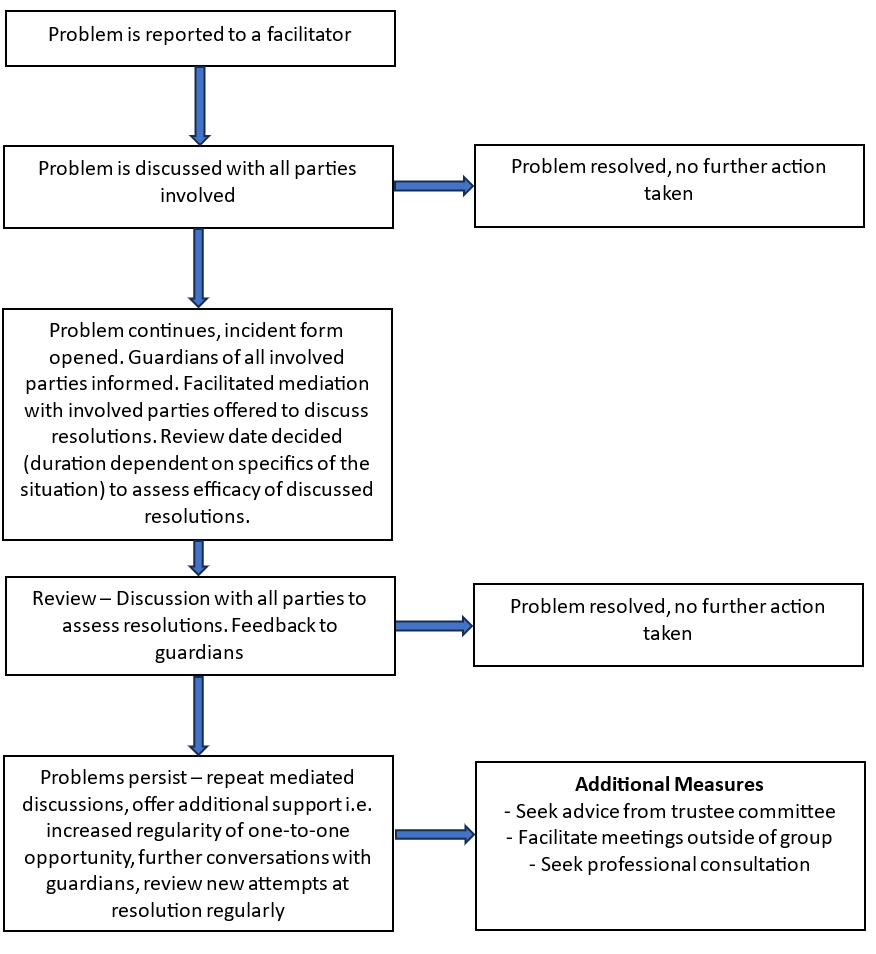 Problem is reported to a facilitator
Problem is discussed with all parties
involved
Problem resolved, no further action
taken
Problem continues, incident form
opened. Guardians of all involved
parties informed. Facilitated mediation
with involved parties offered to discuss
resolutions. Review date decided
(duration dependent on specifics of the
situation) to assess efficacy of discussed
resolutions.
Review – Discussion with all parties to
assess resolutions. Feedback to
guardians
Problem resolved, no further action
taken
Problems persist – repeat mediated
discussions, offer additional support i.e.
increased regularity of one-to-one
opportunity, further conversations with
guardians, review new attempts at
resolution regularly
Additional Measures
- Seek advice from trustee committee
- Facilitate meetings outside of group
- Seek professional consultation